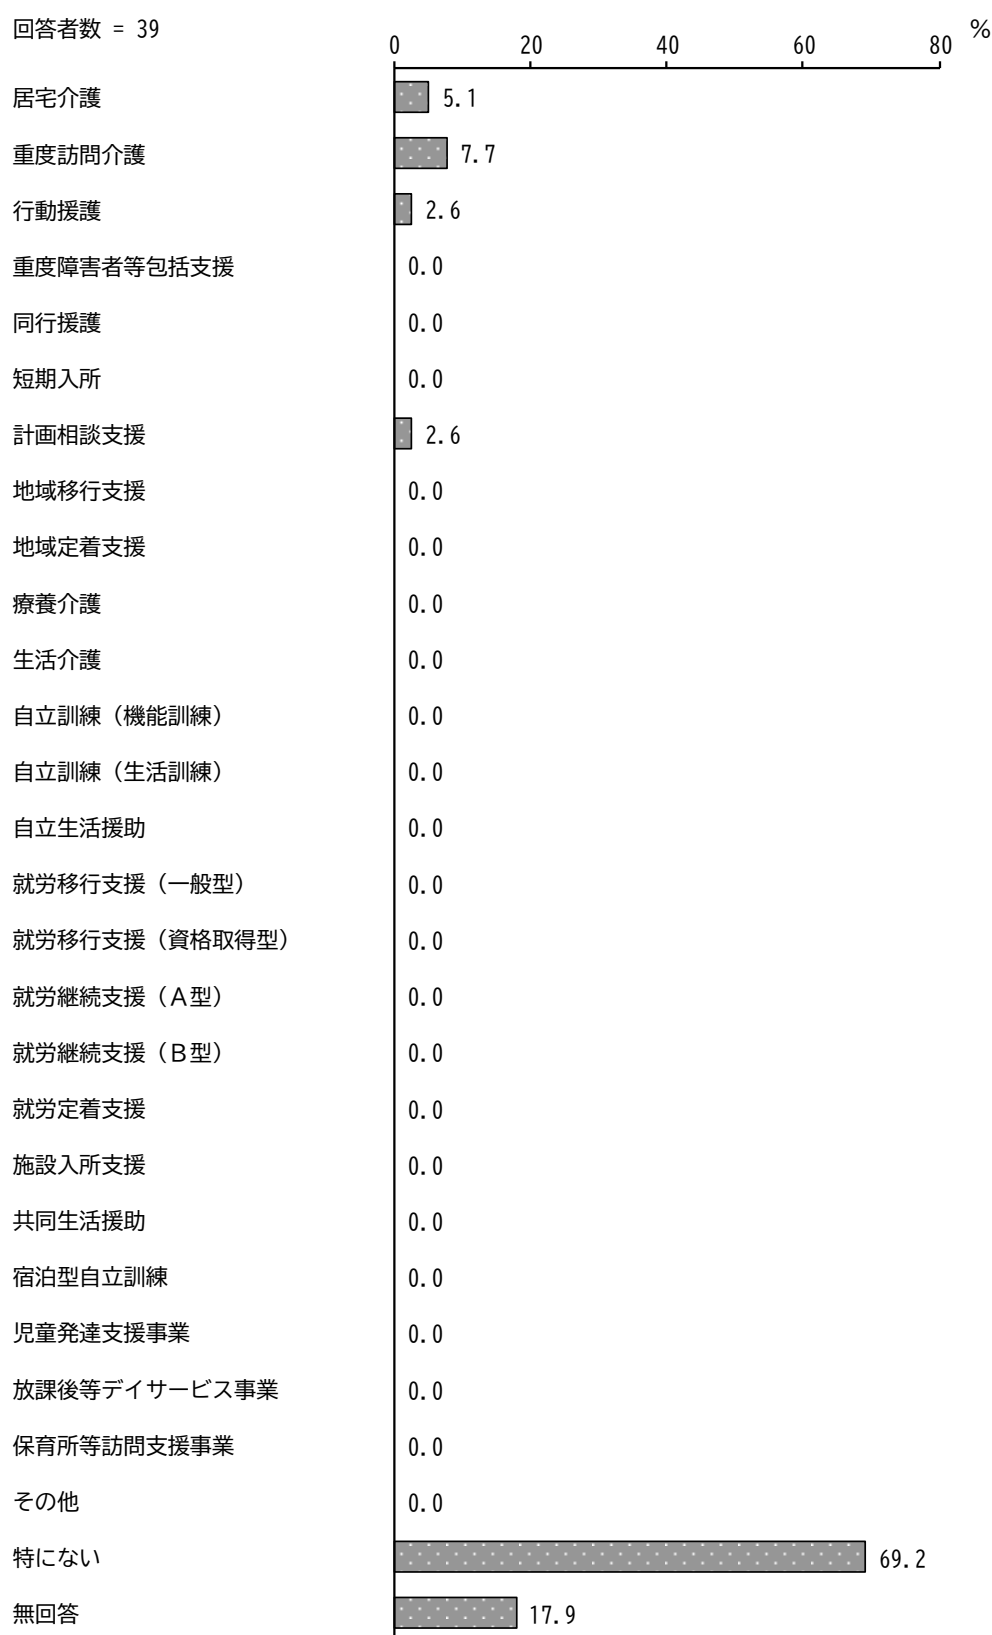 回答者数 = 39
0 20 40 60 80 %
居宅介護 5.1
重度訪問介護 7.7
行動援護 2.6
重度障害者等包括支援 0.0
同行援護 0.0
短期入所 0.0
計画相談支援 2.6
地域移行支援 0.0
地域定着支援 0.0
療養介護 0.0
生活介護 0.0
自立訓練（機能訓練） 0.0
自立訓練（生活訓練） 0.0
自立生活援助 0.0
就労移行支援（一般型） 0.0
就労移行支援（資格取得型） 0.0
就労継続支援（Ａ型） 0.0
就労継続支援（Ｂ型） 0.0
就労定着支援 0.0
施設入所支援 0.0
共同生活援助 0.0
宿泊型自立訓練 0.0
児童発達支援事業 0.0
放課後等デイサービス事業 0.0
保育所等訪問支援事業 0.0
その他 0.0
特にない 69.2
無回答 17.9